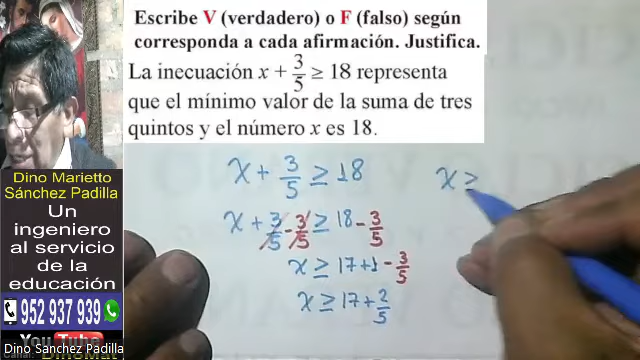 Escribe V (verdadero) o F (falso) según
corresponda a cada afirmación. Justifica.
La inecuación x + 3/5 ≥ 18 representa
que el mínimo valor de la suma de tres
quintos y el número x es 18.
x + 3/5 ≥ 18
x ≥
x + 3/5 - 3/5 ≥ 18 - 3/5
x ≥ 17 + 1 - 3/5
x ≥ 17 + 2/5
Dino Marietto
Sánchez Padilla
Un
ingeniero
al servicio
de la
educación
952 937 939
You Tube
Dino Sanchez Padilla